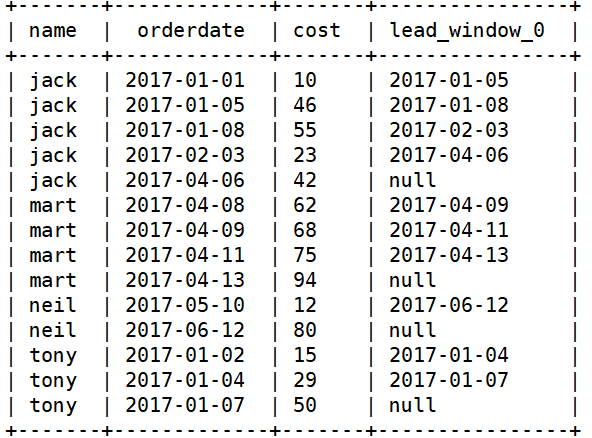 +-------+-------------+-------+----------------+
| name  |  orderdate  | cost  | lead_window_0  |
+-------+-------------+-------+----------------+
| jack  | 2017-01-01  | 10    | 2017-01-05     |
| jack  | 2017-01-05  | 46    | 2017-01-08     |
| jack  | 2017-01-08  | 55    | 2017-02-03     |
| jack  | 2017-02-03  | 23    | 2017-04-06     |
| jack  | 2017-04-06  | 42    | null           |
| mart  | 2017-04-08  | 62    | 2017-04-09     |
| mart  | 2017-04-09  | 68    | 2017-04-11     |
| mart  | 2017-04-11  | 75    | 2017-04-13     |
| mart  | 2017-04-13  | 94    | null           |
| neil  | 2017-05-10  | 12    | 2017-06-12     |
| neil  | 2017-06-12  | 80    | null           |
| tony  | 2017-01-02  | 15    | 2017-01-04     |
| tony  | 2017-01-04  | 29    | 2017-01-07     |
| tony  | 2017-01-07  | 50    | null           |
+-------+-------------+-------+----------------+